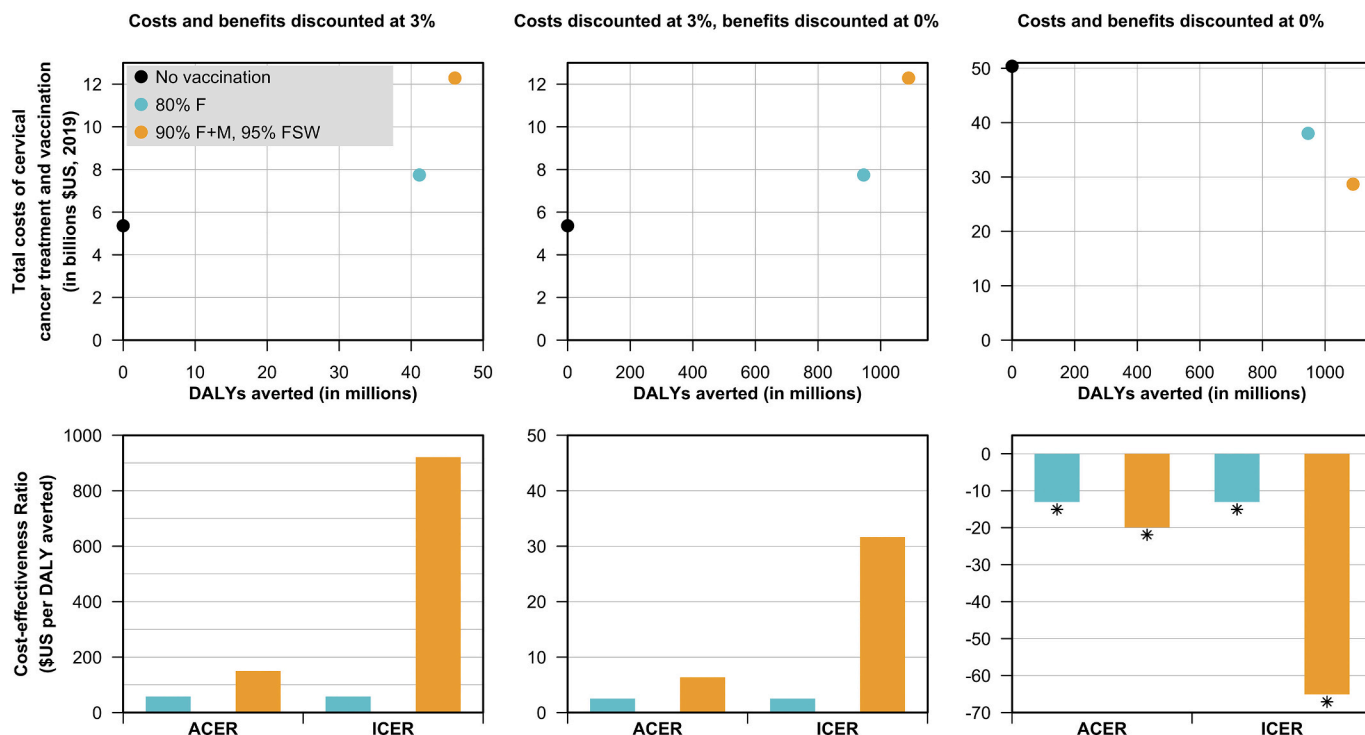 Costs and benefits discounted at 3%
Costs discounted at 3%, benefits discounted at 0%
Costs and benefits discounted at 0%
Total costs of cervical
cancer treatment and vaccination
(in billions $US, 2019)
12
10
8
6
4
2
0
No vaccination
80% F
90% F+M, 95% FSW
0 10 20 30 40 50
DALYs averted (in millions)
12
10
8
6
4
2
0
0 200 400 600 800 1000
DALYs averted (in millions)
50
40
30
20
10
0
0 200 400 600 800 1000
DALYs averted (in millions)
Cost-effectiveness Ratio
($US per DALY averted)
1000
800
600
400
200
0
ACER ICER
50
40
30
20
10
0
ACER ICER
0
-10
-20
-30
-40
-50
-60
-70
*
*
*
*
ACER ICER